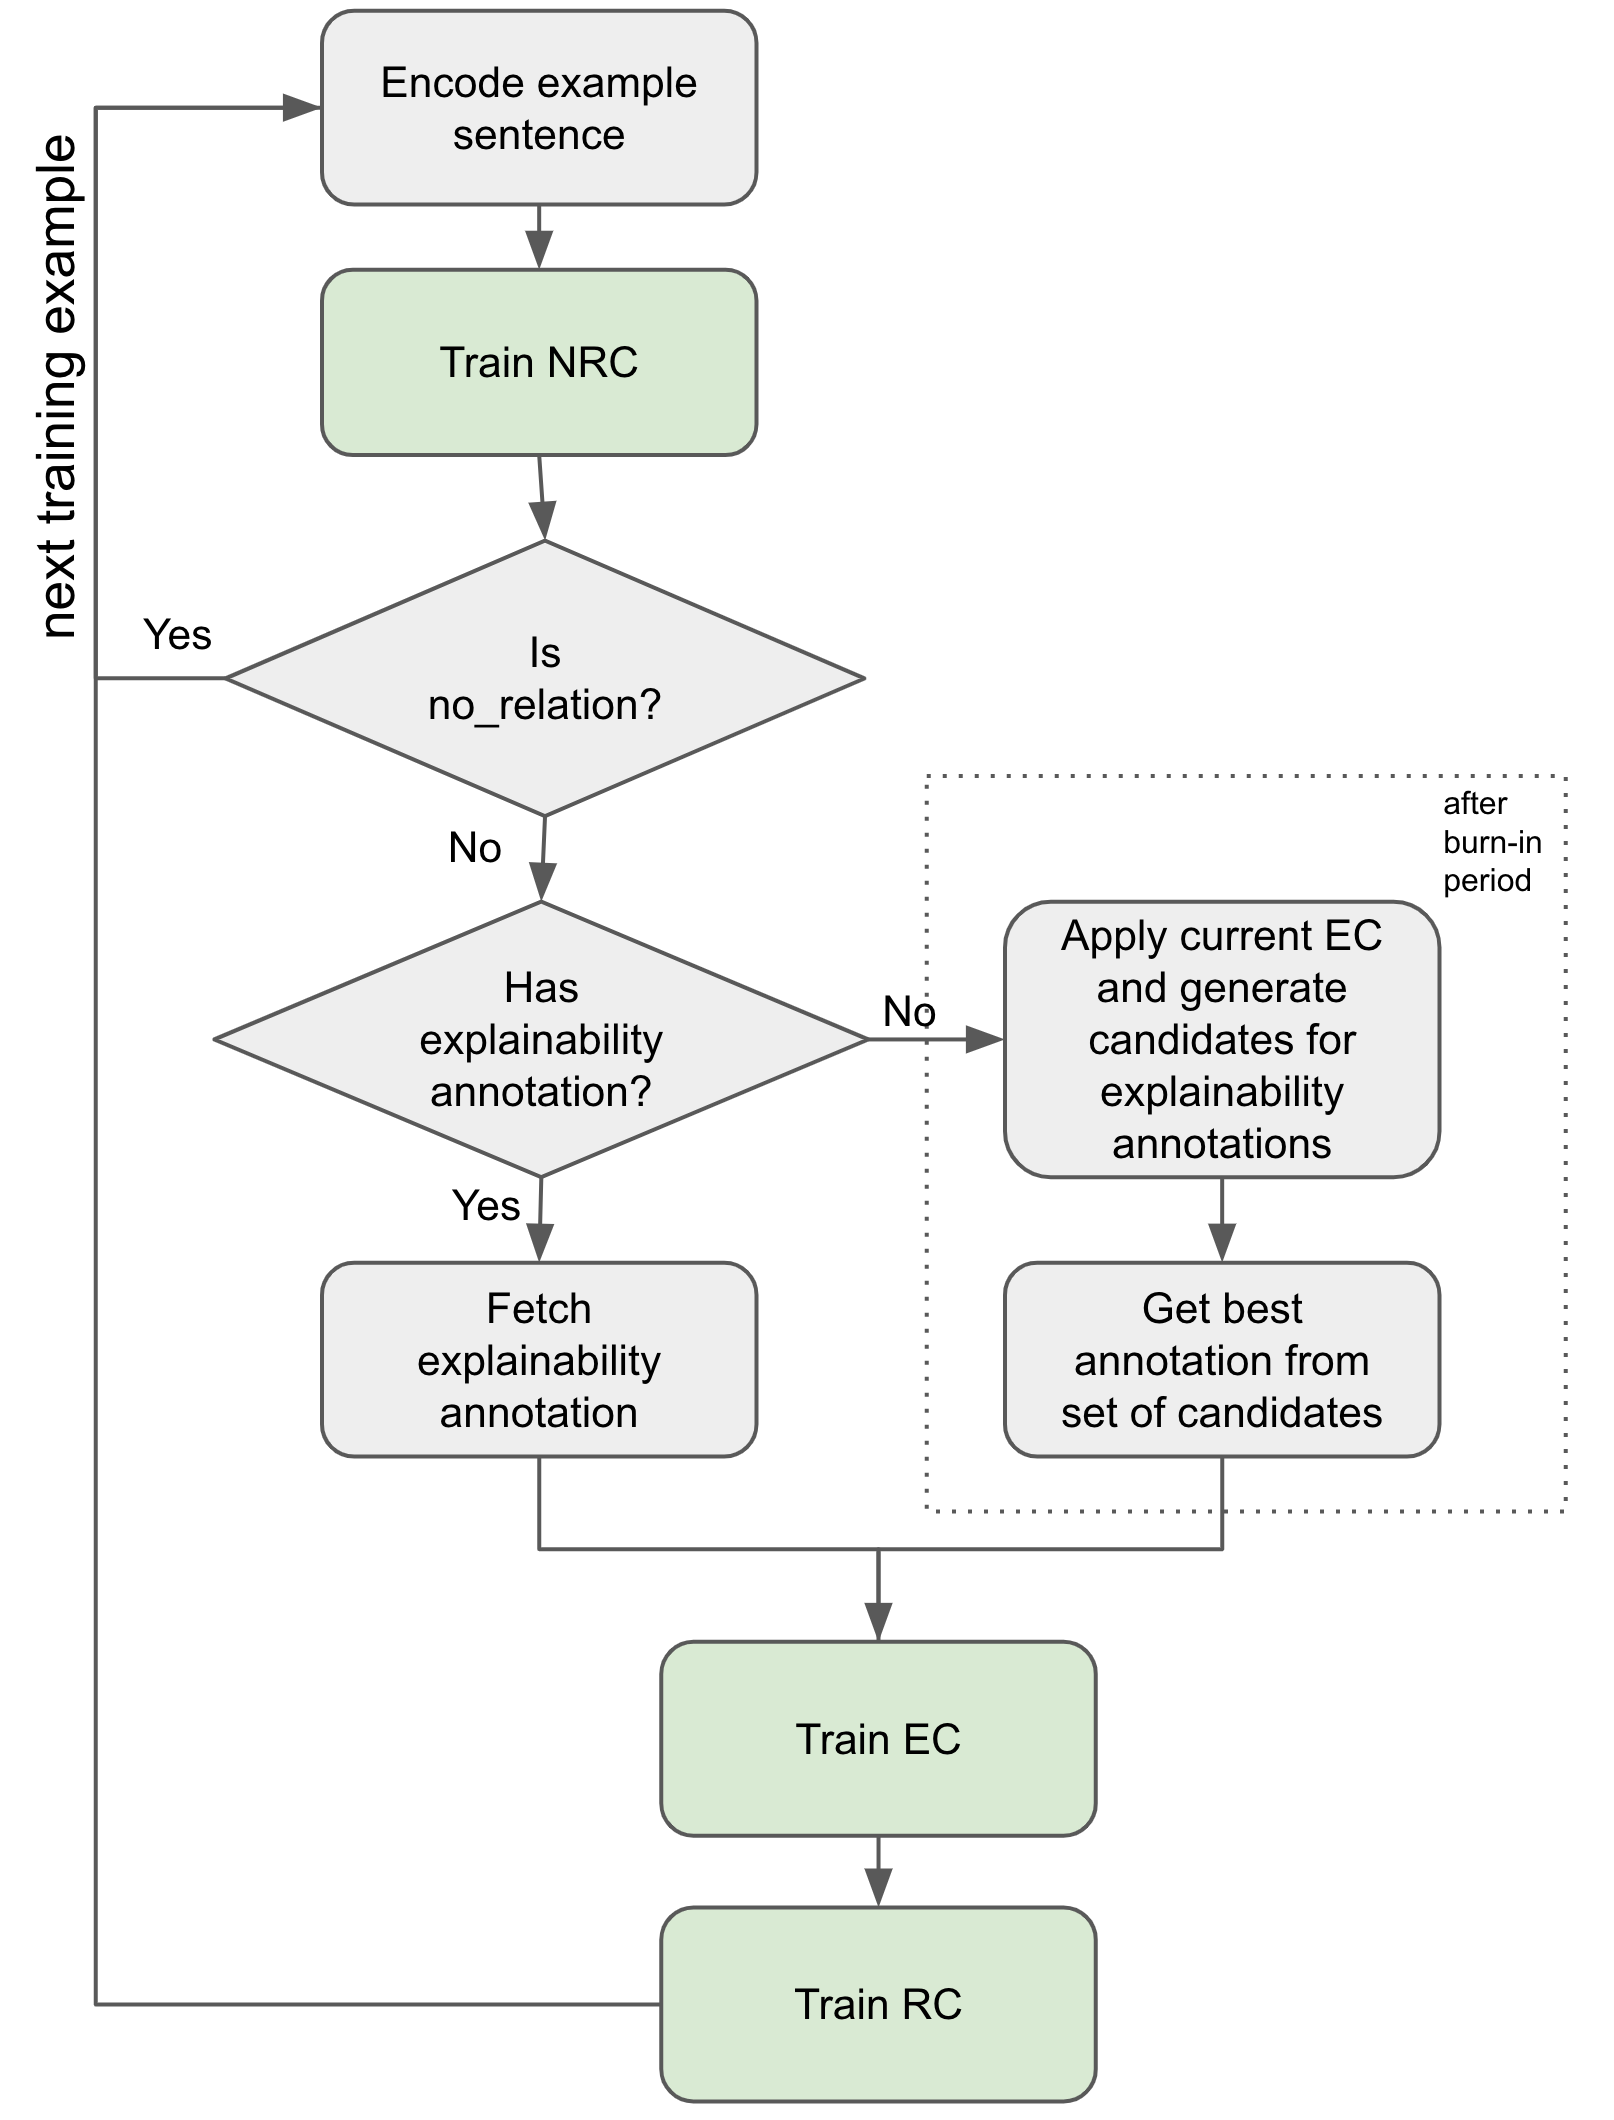 Encode example
sentence
next training example
Train NRC
Yes
Is
no_relation?
No
after
burn-in
period
Has
explainability
annotation?
No
Apply current EC
and generate
candidates for
explainability
annotations
Yes
Fetch
explainability
annotation
Get best
annotation from
set of candidates
Train EC
Train RC